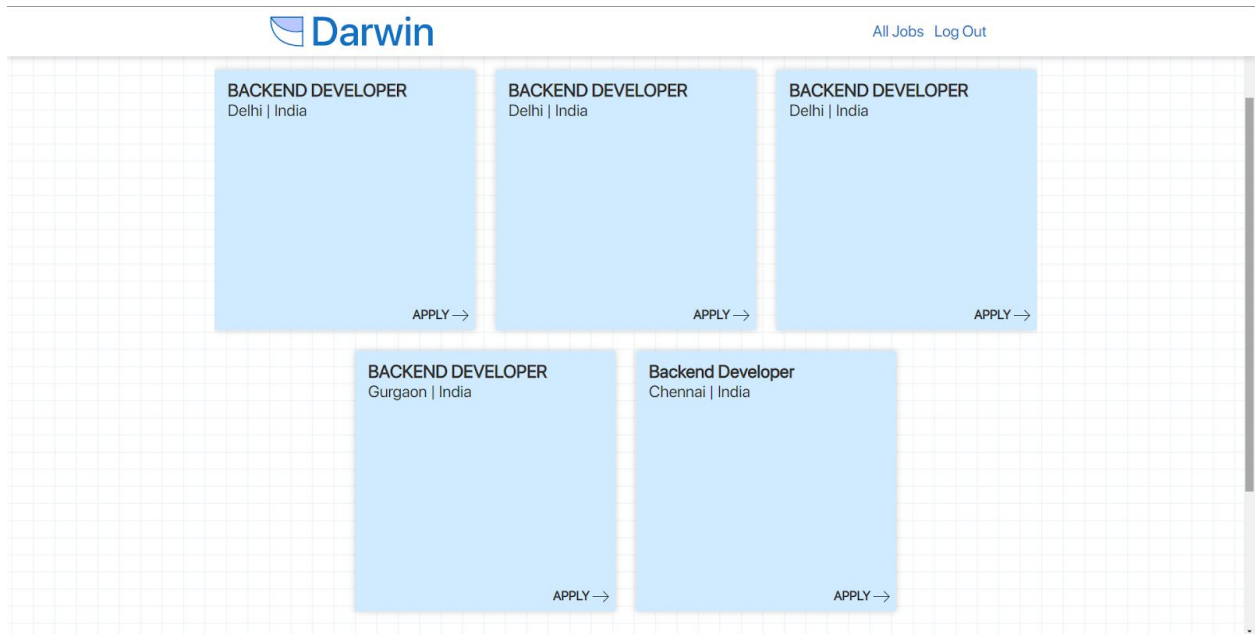 Darwin
All Jobs Log Out
BACKEND DEVELOPER
Delhi | India
APPLY
BACKEND DEVELOPER
Delhi | India
APPLY
BACKEND DEVELOPER
Delhi | India
APPLY
BACKEND DEVELOPER
Gurgaon | India
APPLY
Backend Developer
Chennai | India
APPLY